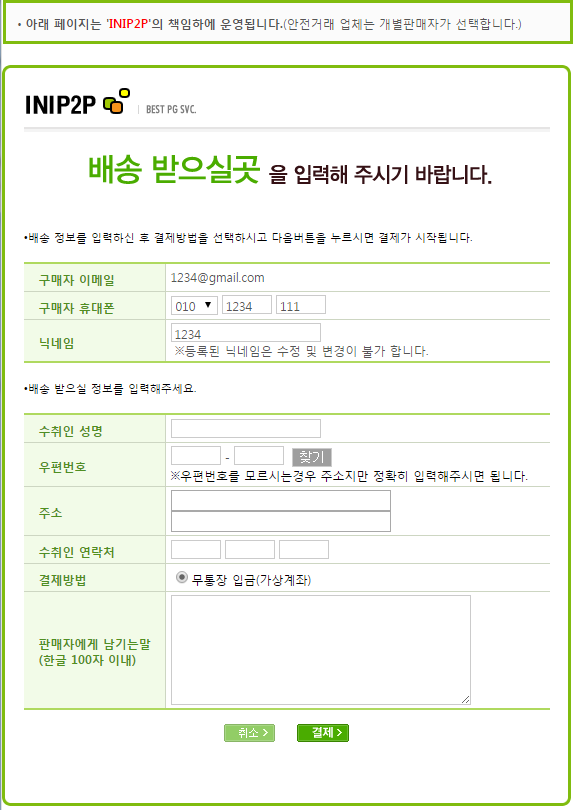 • 아래 페이지는 'INIP2P'의 책임하에 운영됩니다.(안전거래 업체는 개별판매자가 선택합니다.)
INIP2P | BEST PG SVC.
배송 받으실곳 을 입력해 주시기 바랍니다.
•배송 정보를 입력하신 후 결제방법을 선택하시고 다음버튼을 누르시면 결제가 시작됩니다.
구매자 이메일 1234@gmail.com
구매자 휴대폰 010 1234 111
닉네임 1234
※등록된 닉네임은 수정 및 변경이 불가 합니다.
•배송 받으실 정보를 입력해주세요.
수취인 성명
우편번호 - 찾기
※우편번호를 모르시는경우 주소지만 정확히 입력해주시면 됩니다.
주소
수취인 연락처
결제방법 무통장 입금(가상계좌)
판매자에게 남기는말
(한글 100자 이내)
취소 > 결제 >